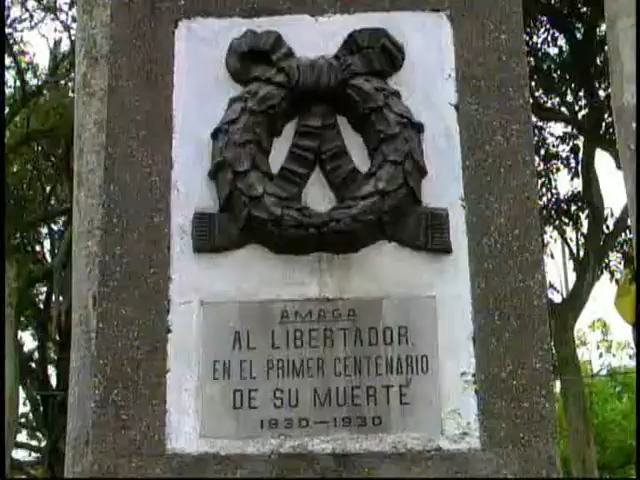 AMAGA
AL LIBERTADOR.
EN EL PRIMER CENTENARIO
DE SU MUERTE
1830—1930